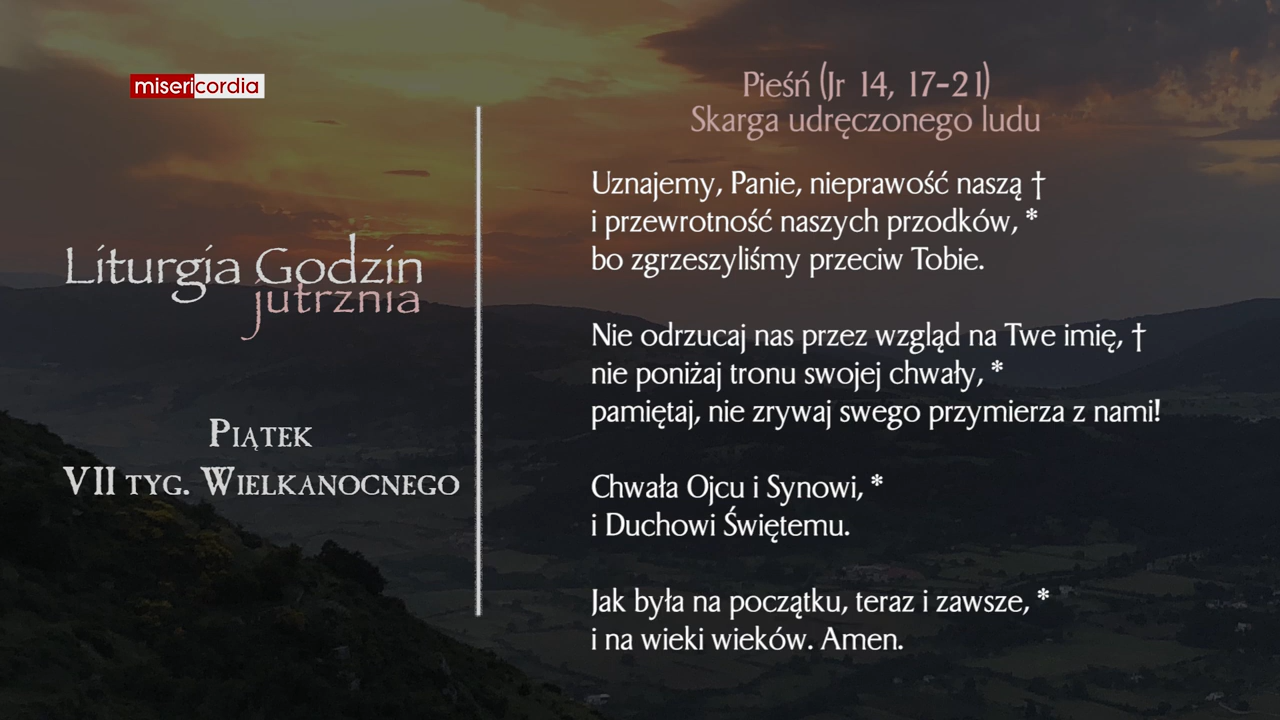 misericordia
Liturgia Godzin
jutrznia
Piątek
VII tyg. Wielkanocnego
Pieśń (Jr 14, 17-21)
Skarga udręczonego ludu
Uznajemy, Panie, nieprawość naszą †
i przewrotność naszych przodków, *
bo zgrzeszyliśmy przeciw Tobie.
Nie odrzucaj nas przez wzgląd na Twe imię, †
nie poniżaj tronu swojej chwały, *
pamiętaj, nie zrywaj swego przymierza z nami!
Chwała Ojcu i Synowi, *
i Duchowi Świętemu.
Jak była na początku, teraz i zawsze, *
i na wieki wieków. Amen.